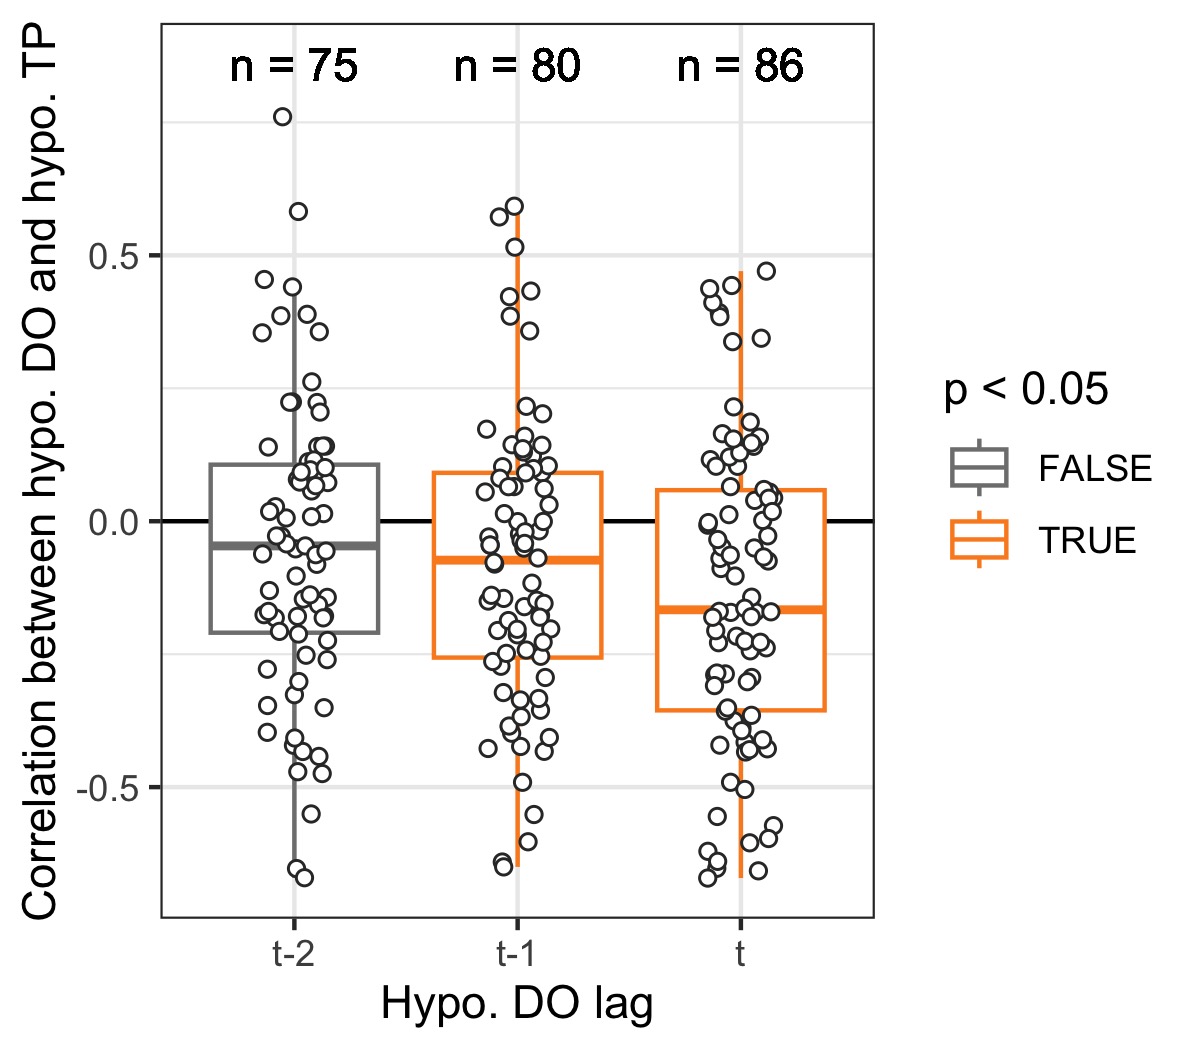 n = 75
n = 80
n = 86
Correlation between hypo. DO and hypo. TP
0.5
0.0
-0.5
t-2
t-1
t
Hypo. DO lag
p < 0.05
FALSE
TRUE